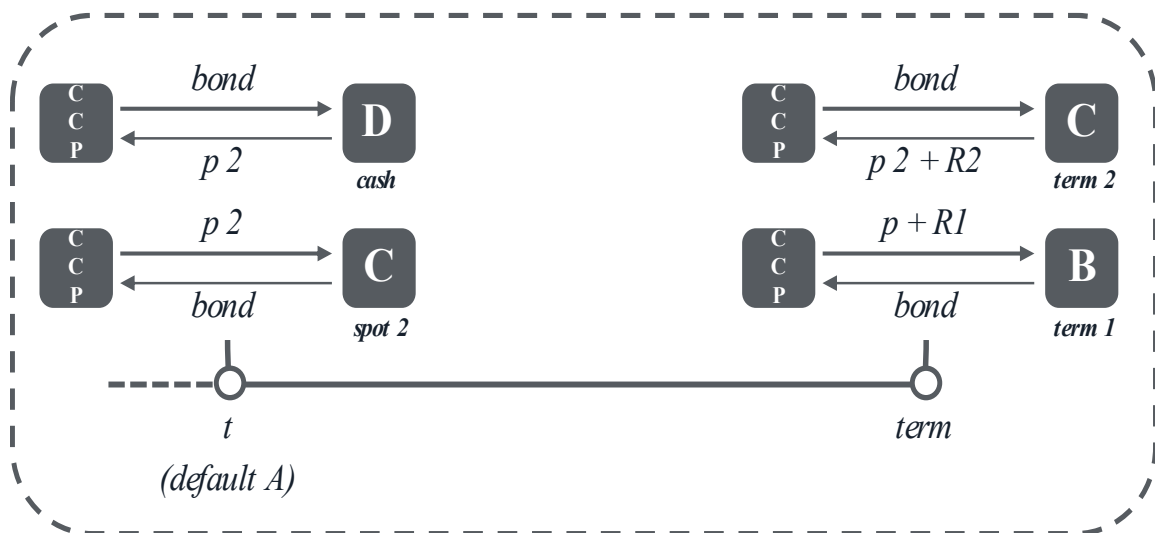 bond
C
C
P
D
p 2
cash
bond
C
C
P
C
p 2 + R2
term 2
p 2
C
C
P
C
bond
spot 2
p + R1
C
C
P
B
bond
term 1
t
(default A)
term